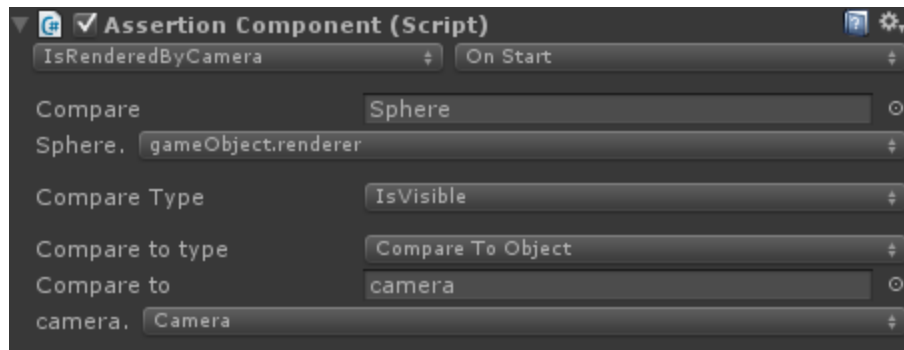 Assertion Component (Script)
IsRenderedByCamera On Start
Compare Sphere
Sphere. gameObject.renderer
Compare Type IsVisible
Compare to type Compare To Object
Compare to camera
camera. Camera